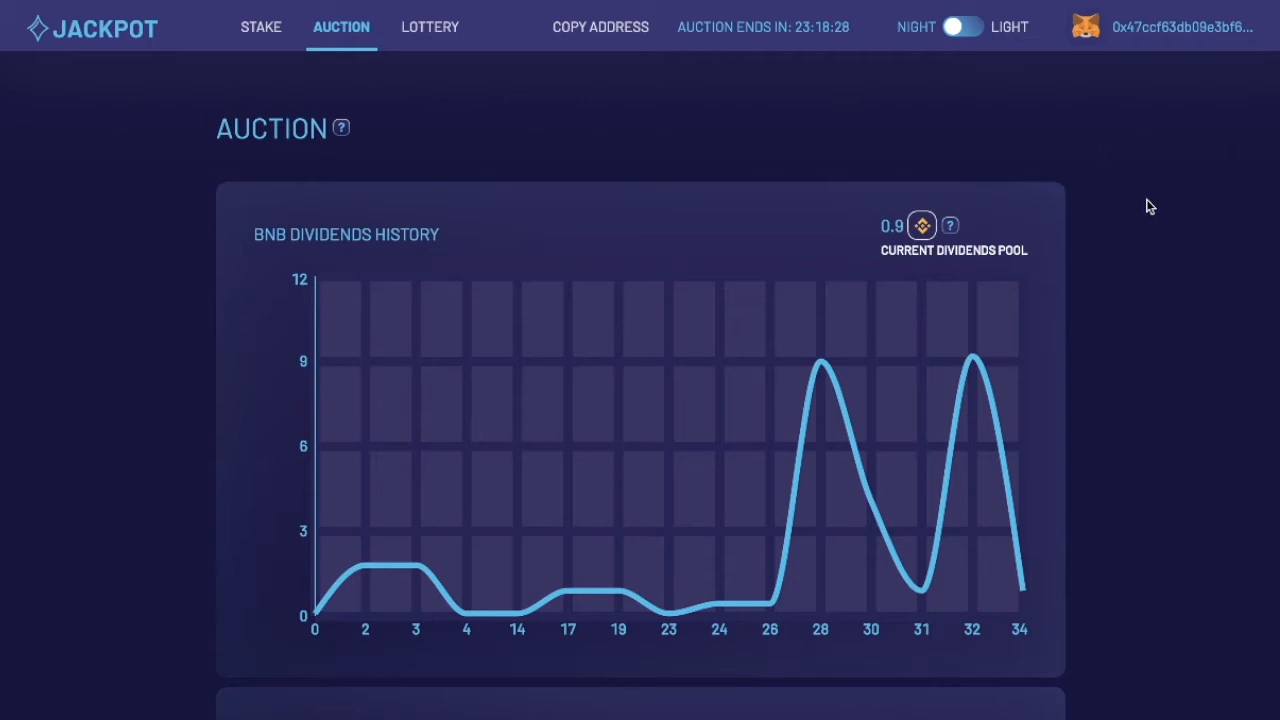 JACKPOT STAKE AUCTION LOTTERY COPY ADDRESS AUCTION ENDS IN: 23:18:28 NIGHT LIGHT 0x47ccf63db09e3bf6...
AUCTION ?
BNB DIVIDENDS HISTORY
0.9 ?
CURRENT DIVIDENDS POOL
12
9
6
3
0
0 2 3 4 14 17 19 23 24 26 28 30 31 32 34